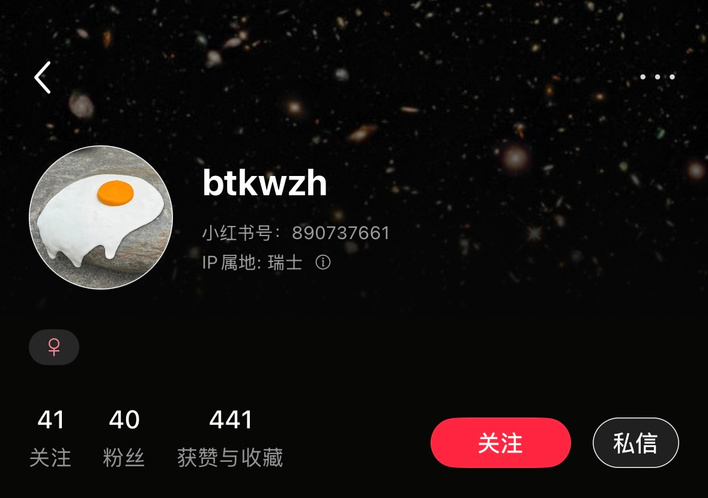 btkwzh
小红书号：890737661
IP属地: 瑞士
41 40 441
关注 粉丝 获赞与收藏
关注 私信